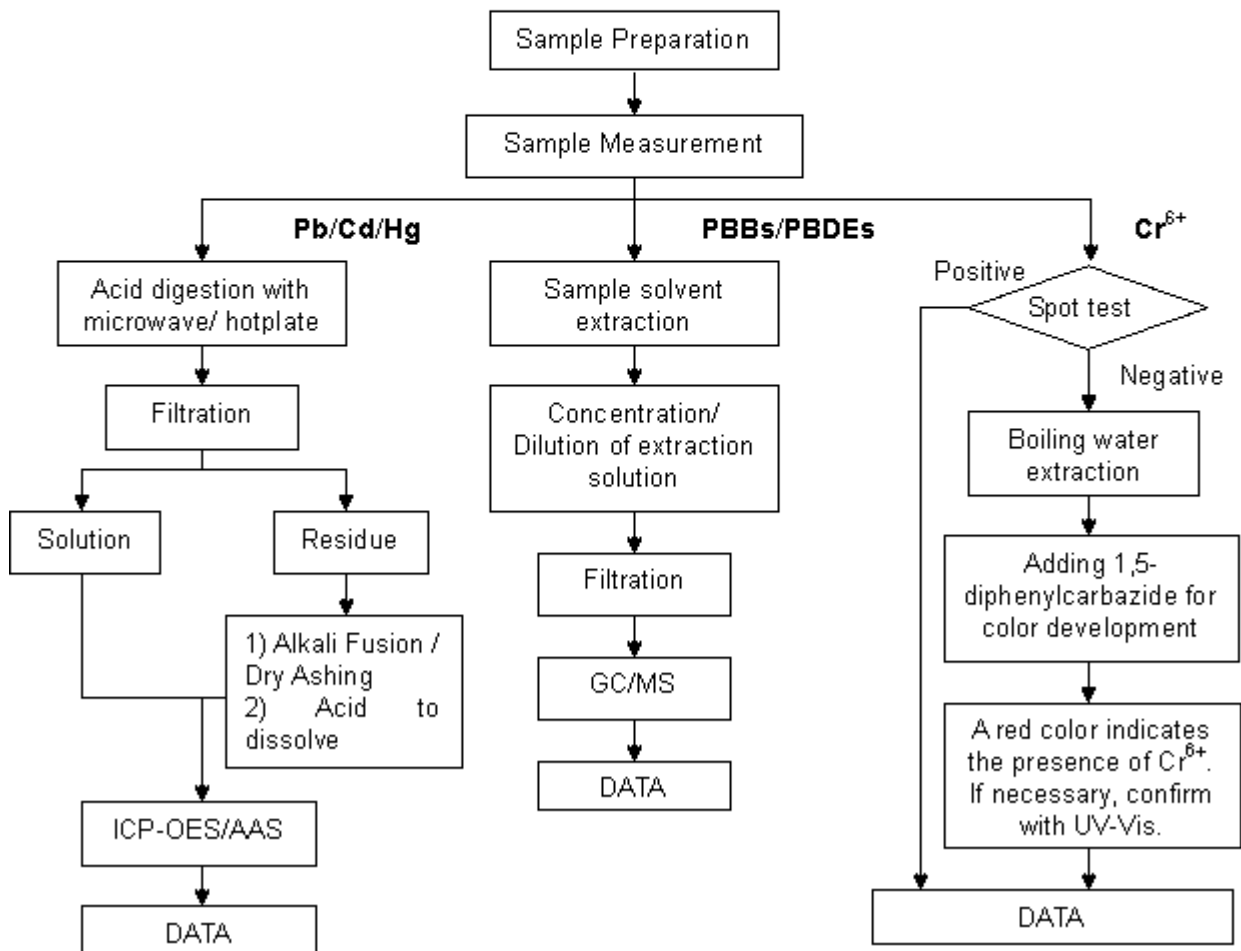 Sample Preparation
Sample Measurement
Pb/Cd/Hg
PBBs/PBDEs
Cr⁶⁺
Acid digestion with
microwave/ hotplate
Filtration
Solution
Residue
1) Alkali Fusion /
Dry Ashing
2) Acid to
dissolve
ICP-OES/AAS
DATA
Sample solvent
extraction
Concentration/
Dilution of extraction
solution
Filtration
GC/MS
DATA
Positive
Spot test
Negative
Boiling water
extraction
Adding 1,5-
diphenylcarbazide for
color development
A red color indicates
the presence of Cr⁶⁺.
If necessary, confirm
with UV-Vis.
DATA